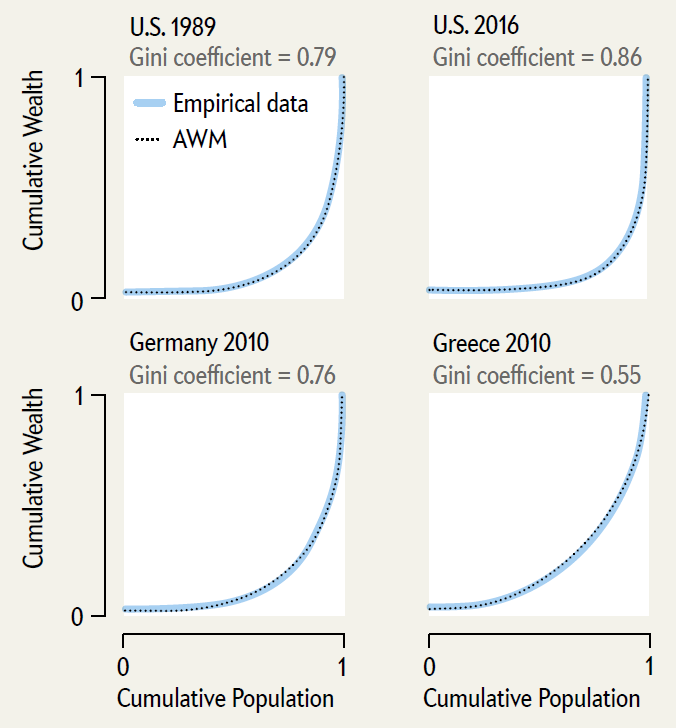 U.S. 1989
Gini coefficient = 0.79
U.S. 2016
Gini coefficient = 0.86
Cumulative Wealth
1
0
Empirical data
AWM
Germany 2010
Gini coefficient = 0.76
Greece 2010
Gini coefficient = 0.55
Cumulative Wealth
1
0
0
1
Cumulative Population
0
1
Cumulative Population